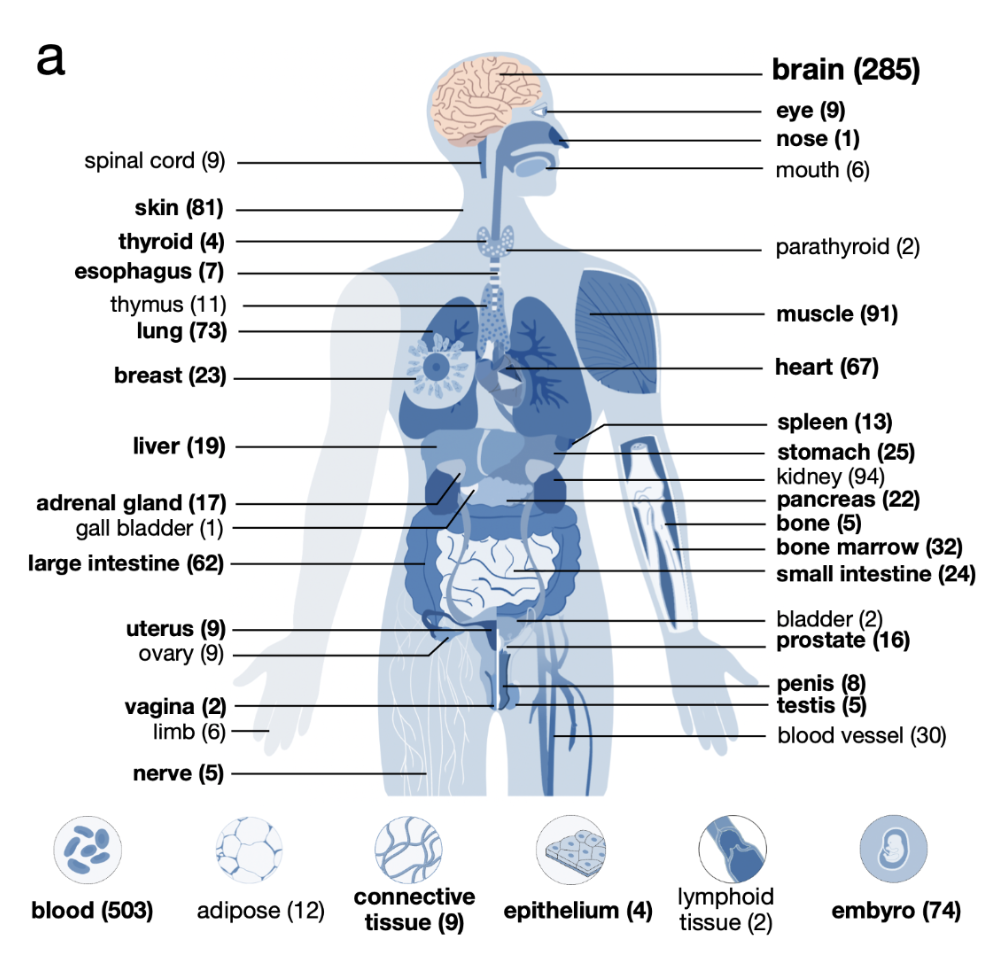 a
brain (285)
eye (9)
nose (1)
mouth (6)
spinal cord (9)
skin (81)
thyroid (4)
parathyroid (2)
esophagus (7)
thymus (11)
muscle (91)
lung (73)
heart (67)
breast (23)
spleen (13)
liver (19)
stomach (25)
kidney (94)
adrenal gland (17)
pancreas (22)
gall bladder (1)
bone (5)
bone marrow (32)
large intestine (62)
small intestine (24)
bladder (2)
uterus (9)
prostate (16)
ovary (9)
penis (8)
vagina (2)
testis (5)
limb (6)
blood vessel (30)
nerve (5)
blood (503)
adipose (12)
connective
tissue (9)
epithelium (4)
lymphoid
tissue (2)
embyro (74)